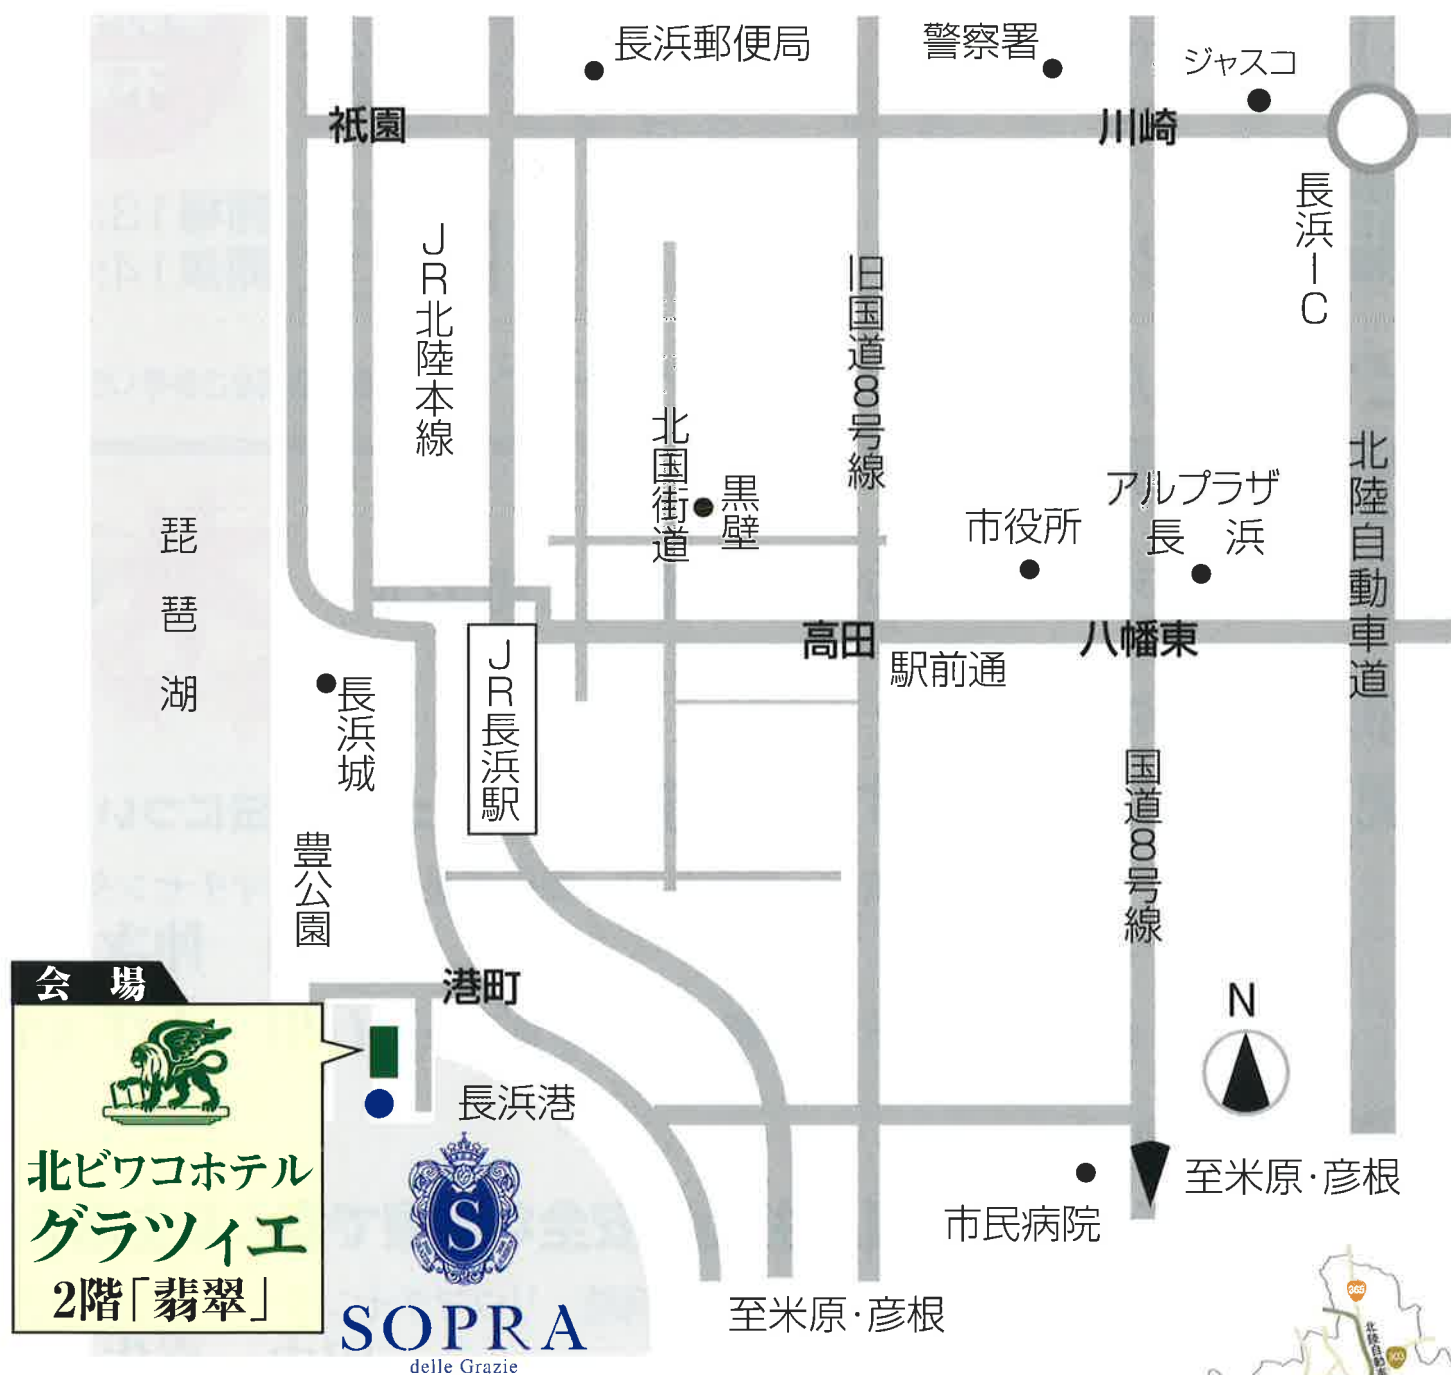 長浜郵便局
警察署
ジャスコ
祇園
川崎
長浜IC
JR北陸本線
旧国道8号線
北国街道
黒壁
市役所
アルプラザ
長浜
北陸自動車道
琵琶湖
高田
八幡東
駅前通
JR長浜駅
長浜城
国道8号線
豊公園
会場
港町
N
長浜港
北ビワコホテル
グラツィエ
2階「翡翠」
S
SOPRA
delle Grazie
市民病院
至米原・彦根
至米原・彦根
365
303